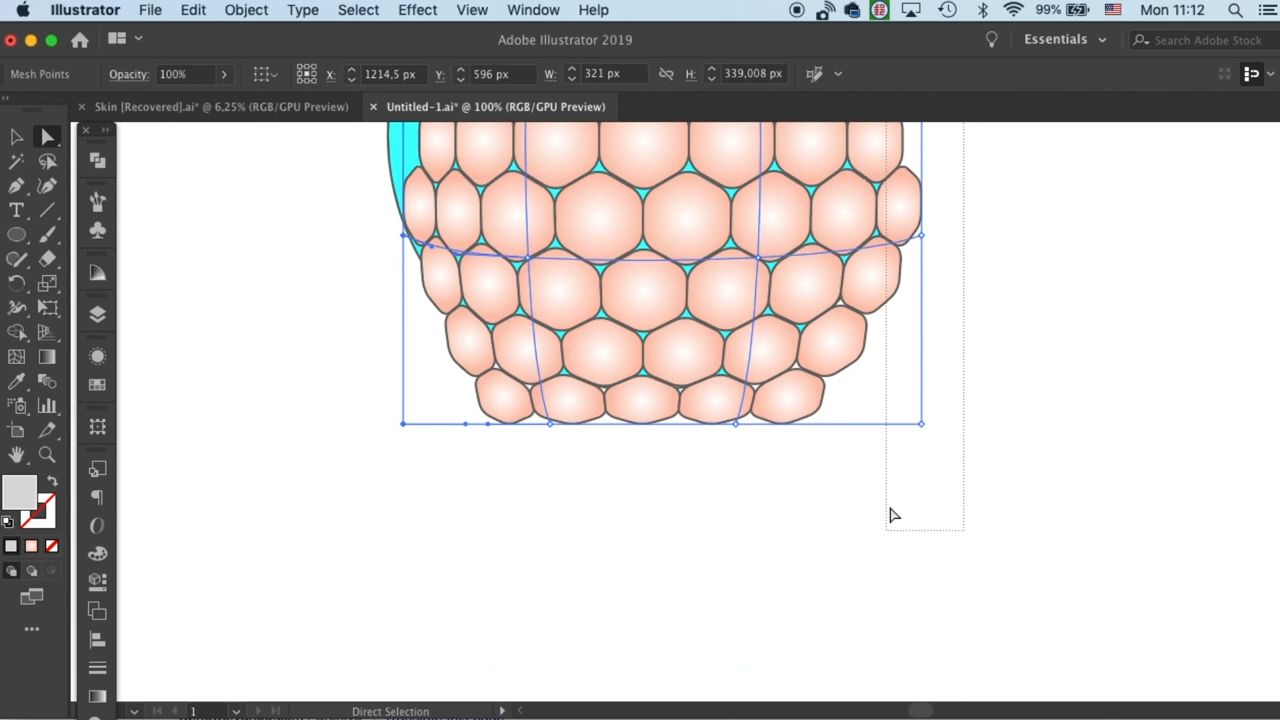 Illustrator File Edit Object Type Select Effect View Window Help 99% Mon 11:12
Adobe Illustrator 2019 Essentials Search Adobe Stock
Mesh Points Opacity: 100% X: 1214,5 px Y: 596 px W: 321 px H: 339,008 px
Skin [Recovered].ai* @ 6,25% (RGB/GPU Preview) Untitled-1.ai* @ 100% (RGB/GPU Preview)
1 Direct Selection